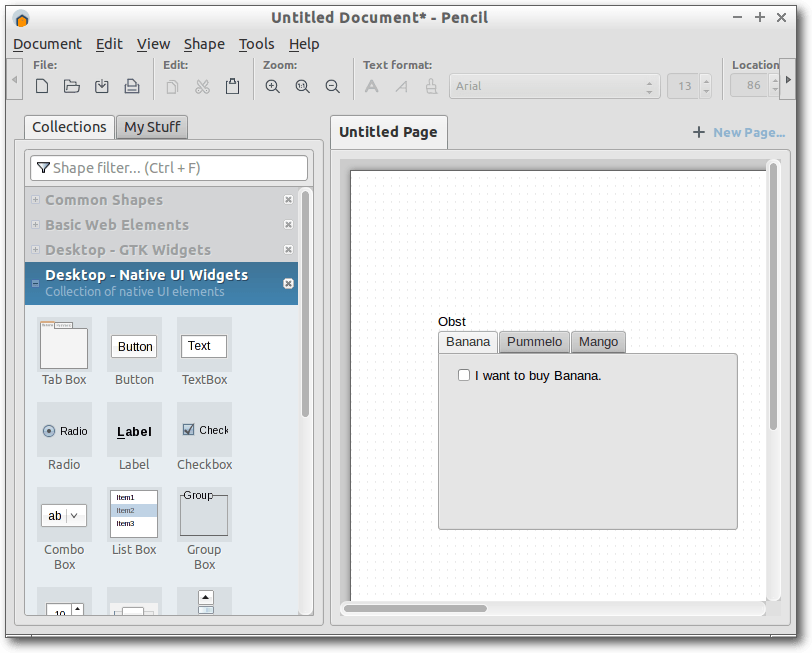 Untitled Document* - Pencil
Document Edit View Shape Tools Help
File: Edit: Zoom: Text format: Location
Arial 13 86
Collections My Stuff
Shape filter... (Ctrl + F)
Common Shapes
Basic Web Elements
Desktop - GTK Widgets
Desktop - Native UI Widgets
Collection of native UI elements
Button Text
Tab Box Button TextBox
Radio Label Check
Radio Label Checkbox
ab Item1 Item2 Item3 Group
Combo Box List Box Group Box
10
Untitled Page New Page...
Obst
Banana Pummelo Mango
I want to buy Banana.